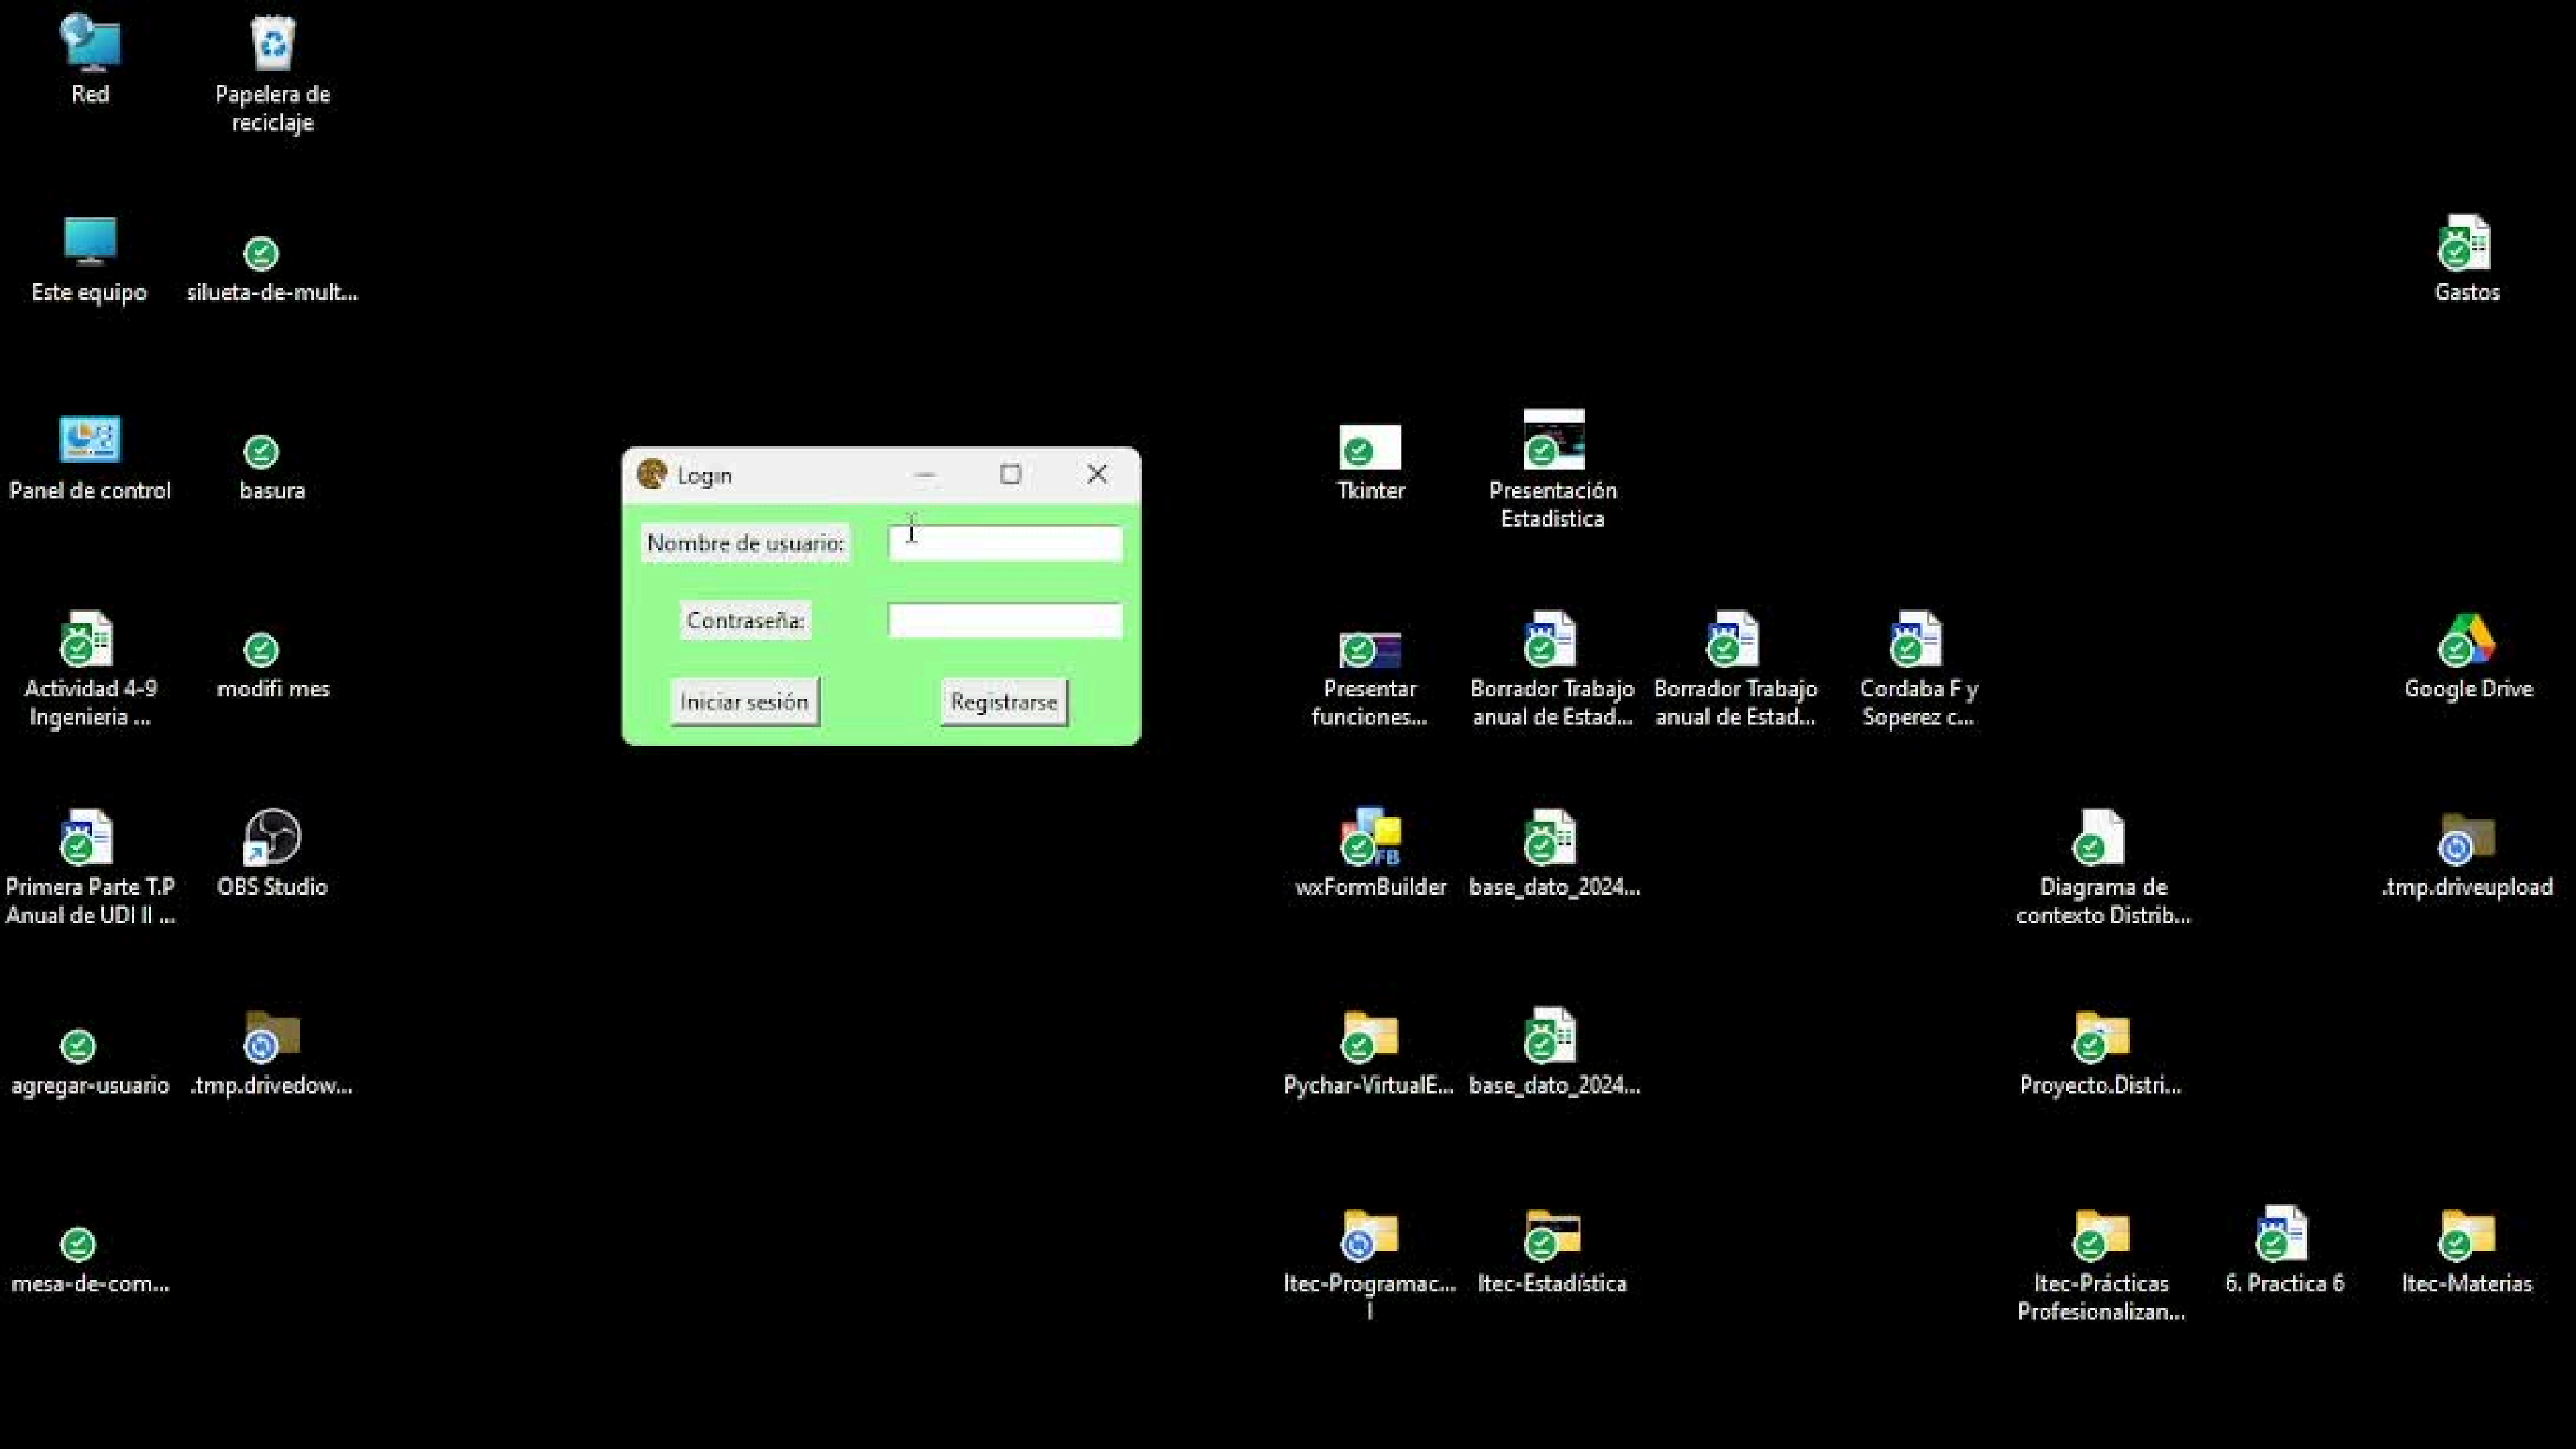 Red
Papelera de
reciclaje
Este equipo
silueta-de-mult...
Gastos
Panel de control
basura
Login
Nombre de usuario:
Contraseña:
Iniciar sesión
Registrarse
Tkinter
Presentación
Estadistica
Actividad 4-9
Ingenieria ...
modifi mes
Presentar
funciones...
Borrador Trabajo
anual de Estad...
Borrador Trabajo
anual de Estad...
Cordaba F y
Soperez c...
Google Drive
Primera Parte T.P
Anual de UDI II ...
OBS Studio
FB
wxFormBuilder
base_dato_2024...
Diagrama de
contexto Distrib...
.tmp.driveupload
agregar-usuario
.tmp.drivedow...
Pychar-VirtualE...
base_dato_2024...
Proyecto.Distri...
mesa-de-com...
Itec-Programac...
I
Itec-Estadística
Itec-Prácticas
Profesionalizan...
6. Practica 6
Itec-Materias